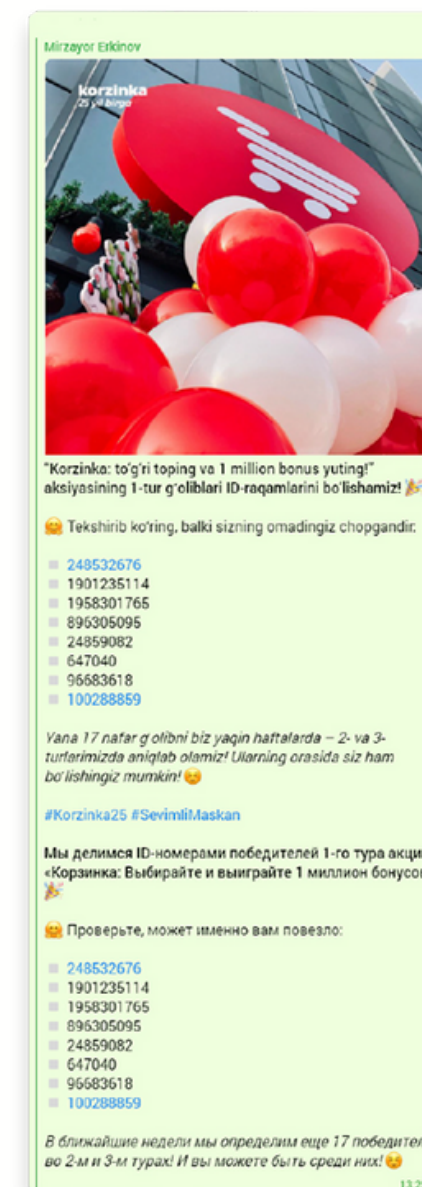 Mirzayor Erkinov
korzinka
25 yil birga
"Korzinka: to'g'ri toping va 1 million bonus yuting!"
aksiyasining 1-tur g'oliblari ID-raqamlarini bo'lishamiz! 🎉
🤗 Tekshirib ko'ring, balki sizning omadingiz chopgandir:
248532676
1901235114
1958301765
896305095
24859082
647040
96683618
100288859
Yana 17 nafar g'olibni biz yaqin haftalarda – 2- va 3-
turlarimizda aniqlab olamiz! Ularning orasida siz ham
bo'lishingiz mumkin! ☺️
#Korzinka25 #SevimliMaskan
Мы делимся ID-номерами победителей 1-го тура акци
«Корзинка: Выбирайте и выиграйте 1 миллион бонусо
🎉
🤗 Проверьте, может именно вам повезло:
248532676
1901235114
1958301765
896305095
24859082
647040
96683618
100288859
В ближайшие недели мы определим еще 17 победител
во 2-м и 3-м турах! И вы можете быть среди них! ☺️